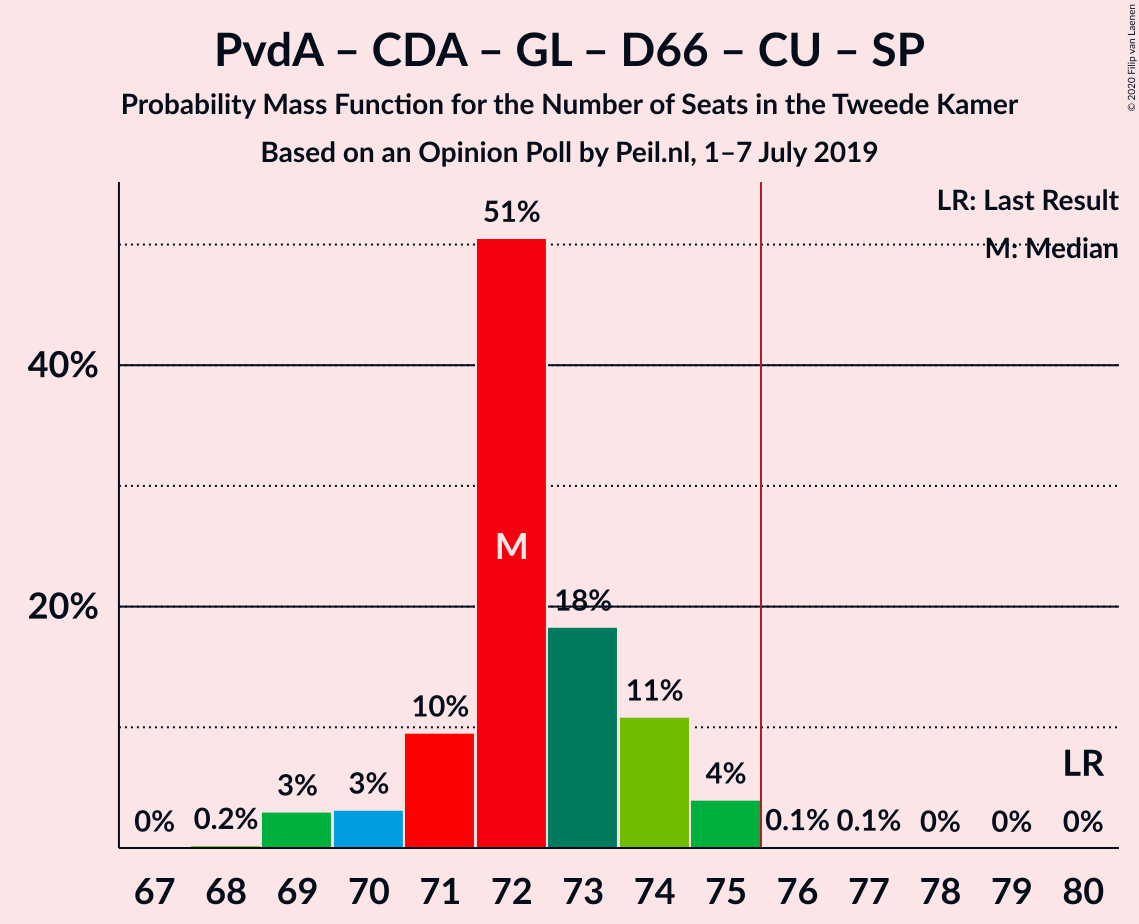 PvdA – CDA – GL – D66 – CU – SP
Probability Mass Function for the Number of Seats in the Tweede Kamer
Based on an Opinion Poll by Peil.nl, 1–7 July 2019
© 2020 Filip van Laenen
LR: Last Result
M: Median
51%
40%
M
20%
18%
10%
11%
3%
3%
4%
LR
0%
0.2%
0.1%
0.1%
0%
0%
0%
67 68 69 70 71 72 73 74 75 76 77 78 79 80